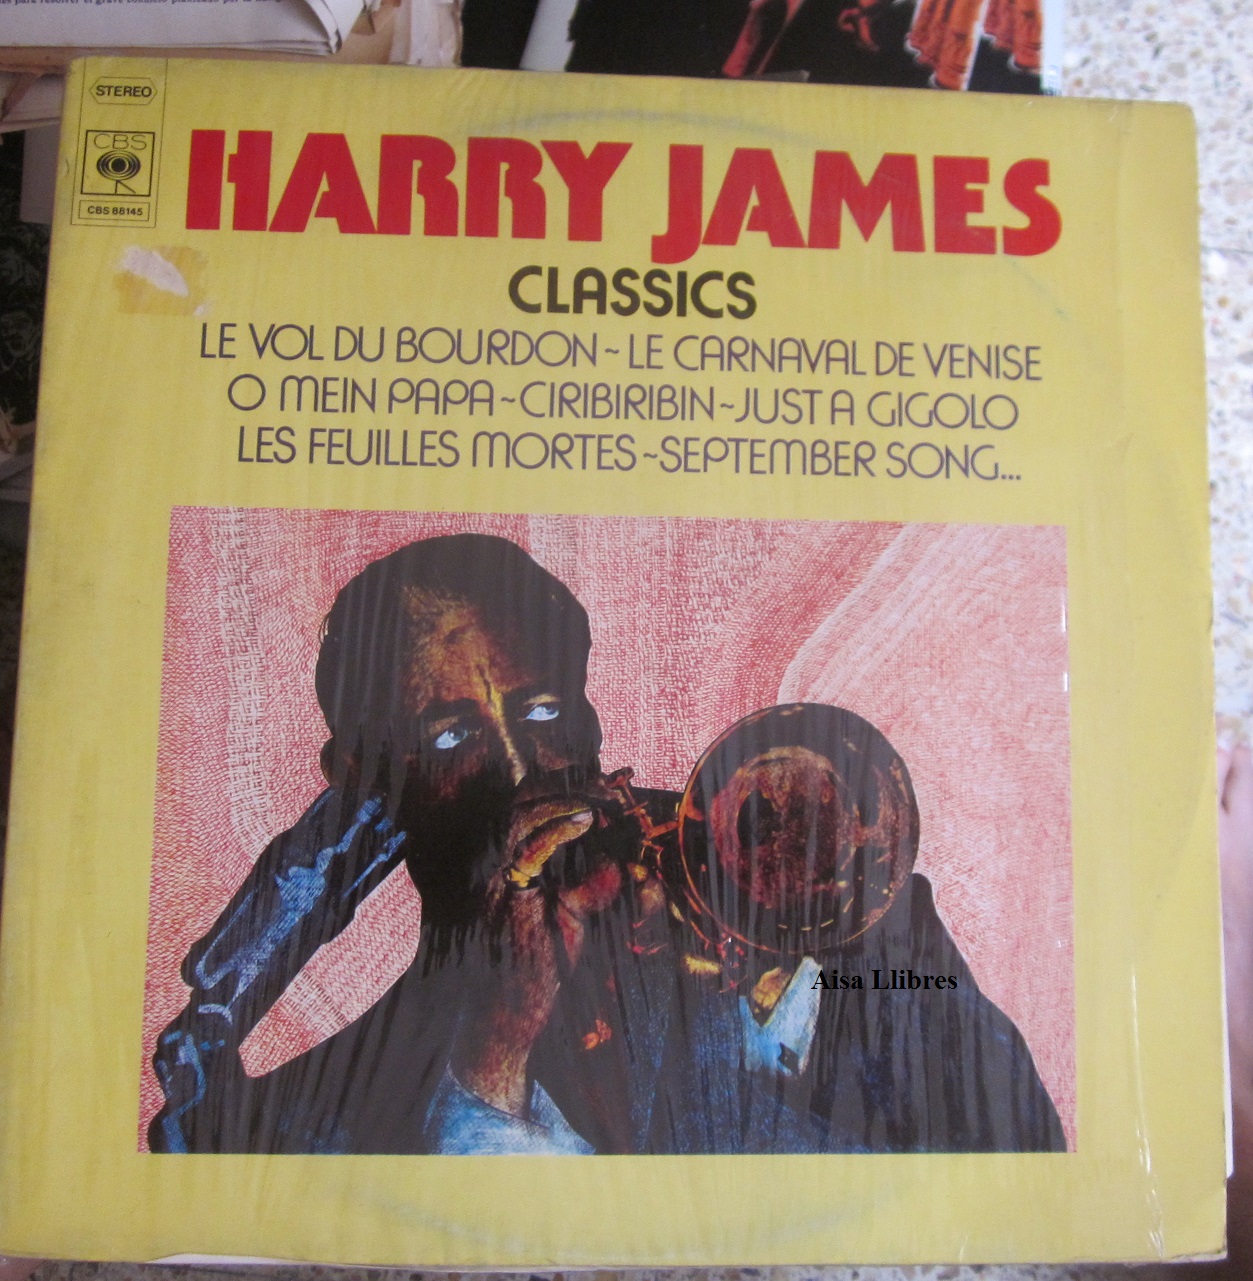 STEREO
CBS
CBS 88145
HARRY JAMES
CLASSICS
LE VOL DU BOURDON ~ LE CARNAVAL DE VENISE
O MEIN PAPA ~ CIRIBIRIBIN ~ JUST A GIGOLO
LES FEUILLES MORTES ~ SEPTEMBER SONG...
Aisa Llibres